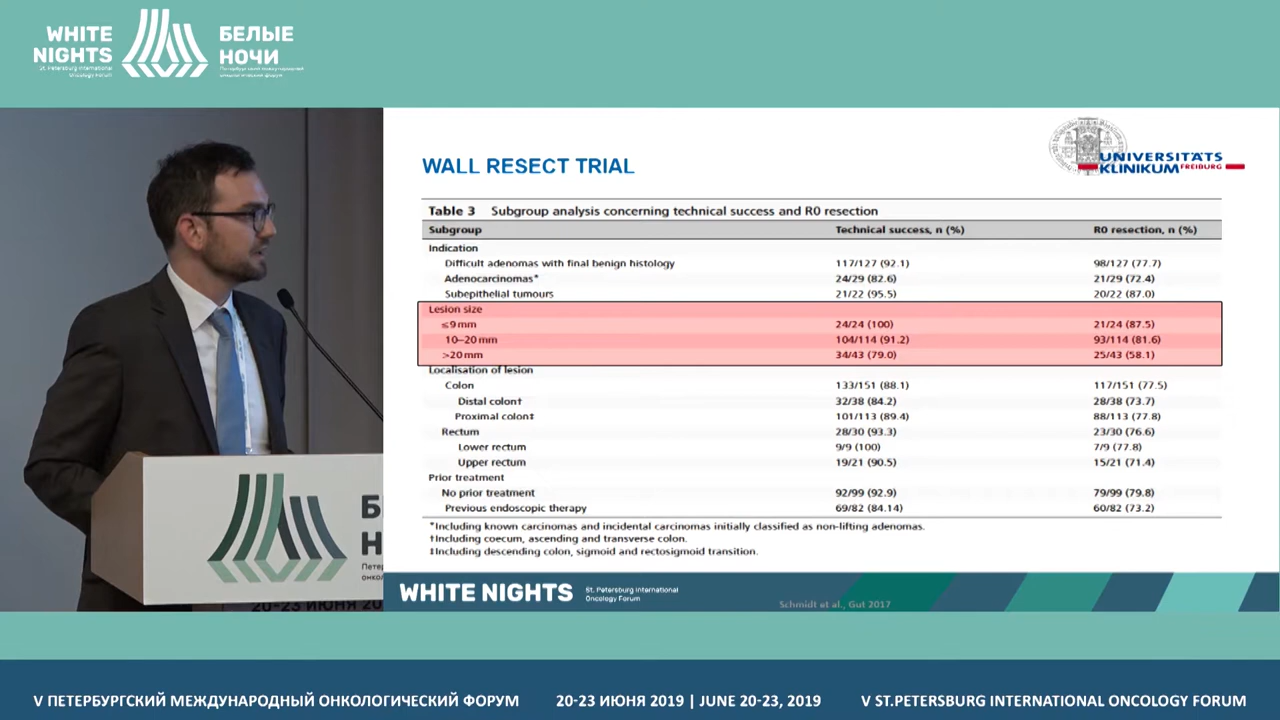 WHITE
NIGHTS
St. Petersburg International
Oncology Forum
БЕЛЫЕ
НОЧИ
Петербургский международный
онкологический форум
WALL RESECT TRIAL
UNIVERSITÄTS
KLINIKUM FREIBURG
Table 3 Subgroup analysis concerning technical success and R0 resection
Subgroup Technical success, n (%) R0 resection, n (%)
Indication
Difficult adenomas with final benign histology 117/127 (92.1) 98/127 (77.7)
Adenocarcinomas* 24/29 (82.6) 21/29 (72.4)
Subepithelial tumours 21/22 (95.5) 20/22 (87.0)
Lesion size
≤9 mm 24/24 (100) 21/24 (87.5)
10–20 mm 104/114 (91.2) 93/114 (81.6)
>20 mm 34/43 (79.0) 25/43 (58.1)
Localisation of lesion
Colon 133/151 (88.1) 117/151 (77.5)
Distal colon† 32/38 (84.2) 28/38 (73.7)
Proximal colon‡ 101/113 (89.4) 88/113 (77.8)
Rectum 28/30 (93.3) 23/30 (76.6)
Lower rectum 9/9 (100) 7/9 (77.8)
Upper rectum 19/21 (90.5) 15/21 (71.4)
Prior treatment
No prior treatment 92/99 (92.9) 79/99 (79.8)
Previous endoscopic therapy 69/82 (84.14) 60/82 (73.2)
*Including known carcinomas and incidental carcinomas initially classified as non-lifting adenomas.
†Including coecum, ascending and transverse colon.
‡Including descending colon, sigmoid and rectosigmoid transition.
WHITE NIGHTS
St. Petersburg International
Oncology Forum
Schmidt et al., Gut 2017
Б
Н
Петер
онкол
20-23 ИЮНЯ 20
V ПЕТЕРБУРГСКИЙ МЕЖДУНАРОДНЫЙ ОНКОЛОГИЧЕСКИЙ ФОРУМ 20-23 ИЮНЯ 2019 | JUNE 20-23, 2019 V ST.PETERSBURG INTERNATIONAL ONCOLOGY FORUM